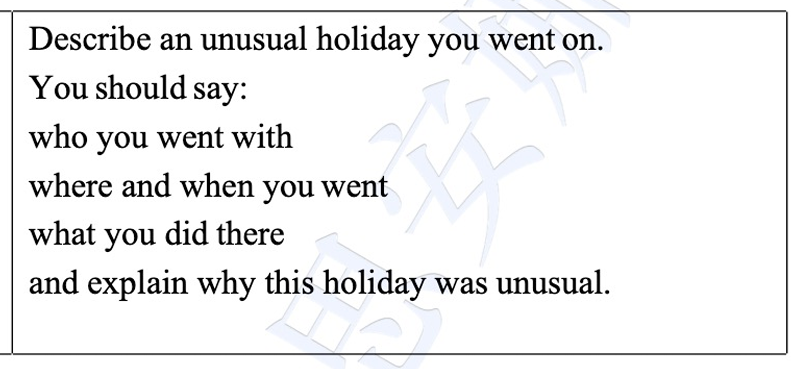 Describe an unusual holiday you went on.
You should say:
who you went with
where and when you went
what you did there
and explain why this holiday was unusual.